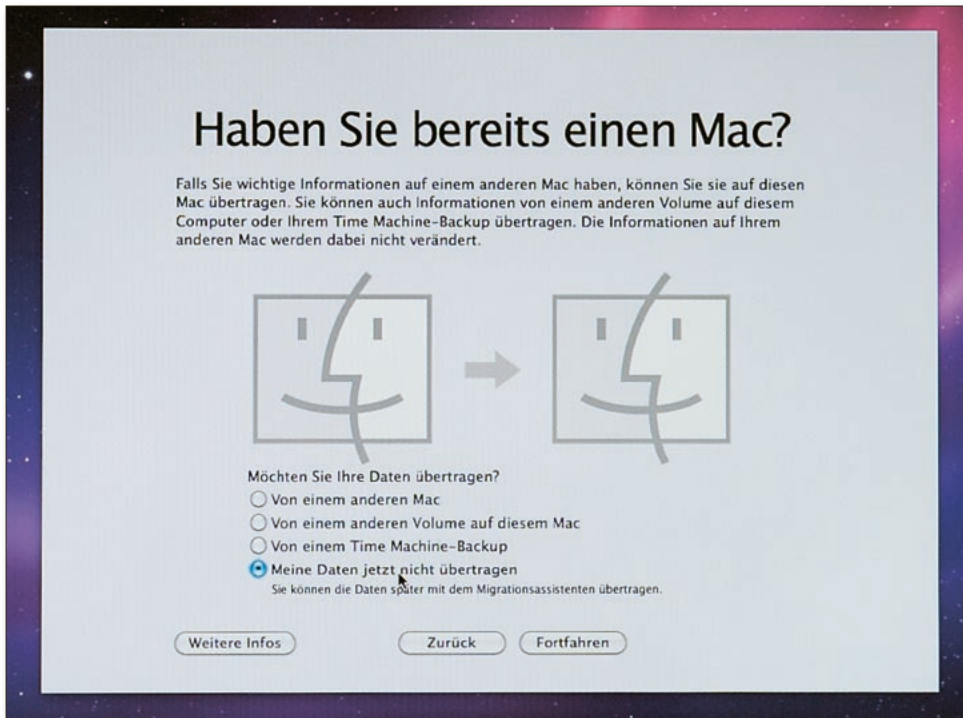 Haben Sie bereits einen Mac?
Falls Sie wichtige Informationen auf einem anderen Mac haben, können Sie sie auf diesen
Mac übertragen. Sie können auch Informationen von einem anderen Volume auf diesem
Computer oder Ihrem Time Machine-Backup übertragen. Die Informationen auf Ihrem
anderen Mac werden dabei nicht verändert.
Möchten Sie Ihre Daten übertragen?
Von einem anderen Mac
Von einem anderen Volume auf diesem Mac
Von einem Time Machine-Backup
Meine Daten jetzt nicht übertragen
Sie können die Daten später mit dem Migrationsassistenten übertragen.
Weitere Infos Zurück Fortfahren